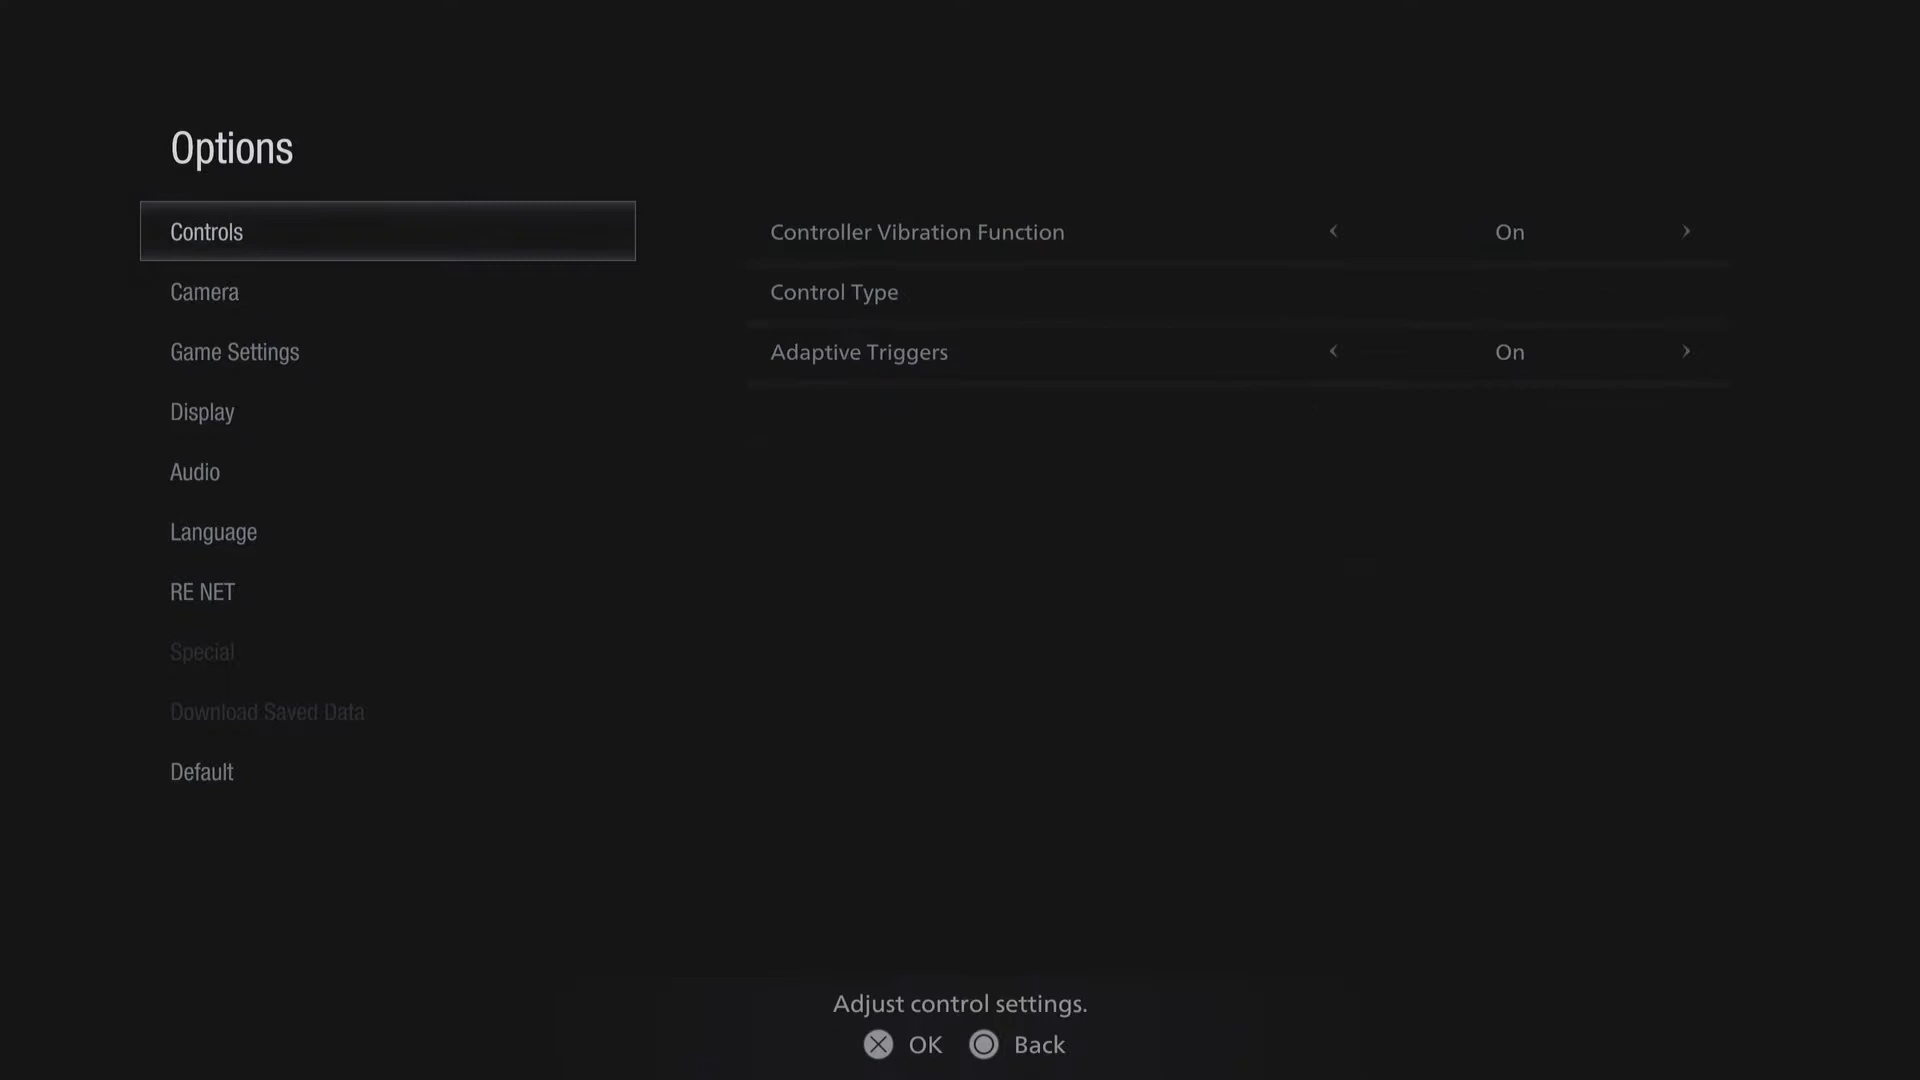 Options
Controls
Camera
Game Settings
Display
Audio
Language
RE NET
Special
Download Saved Data
Default
Controller Vibration Function On
Control Type
Adaptive Triggers On
Adjust control settings.
OK Back